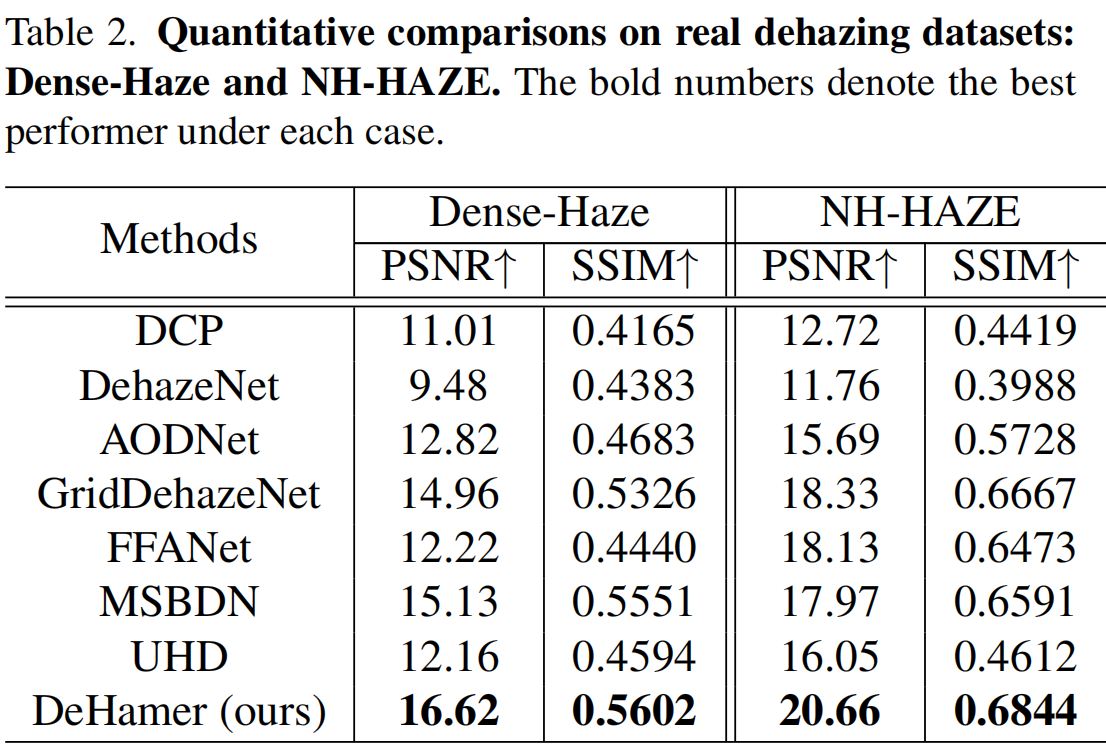 Table 2. Quantitative comparisons on real dehazing datasets:
Dense-Haze and NH-HAZE. The bold numbers denote the best
performer under each case.
Methods Dense-Haze NH-HAZE
PSNR↑ SSIM↑ PSNR↑ SSIM↑
DCP 11.01 0.4165 12.72 0.4419
DehazeNet 9.48 0.4383 11.76 0.3988
AODNet 12.82 0.4683 15.69 0.5728
GridDehazeNet 14.96 0.5326 18.33 0.6667
FFANet 12.22 0.4440 18.13 0.6473
MSBDN 15.13 0.5551 17.97 0.6591
UHD 12.16 0.4594 16.05 0.4612
DeHamer (ours) 16.62 0.5602 20.66 0.6844